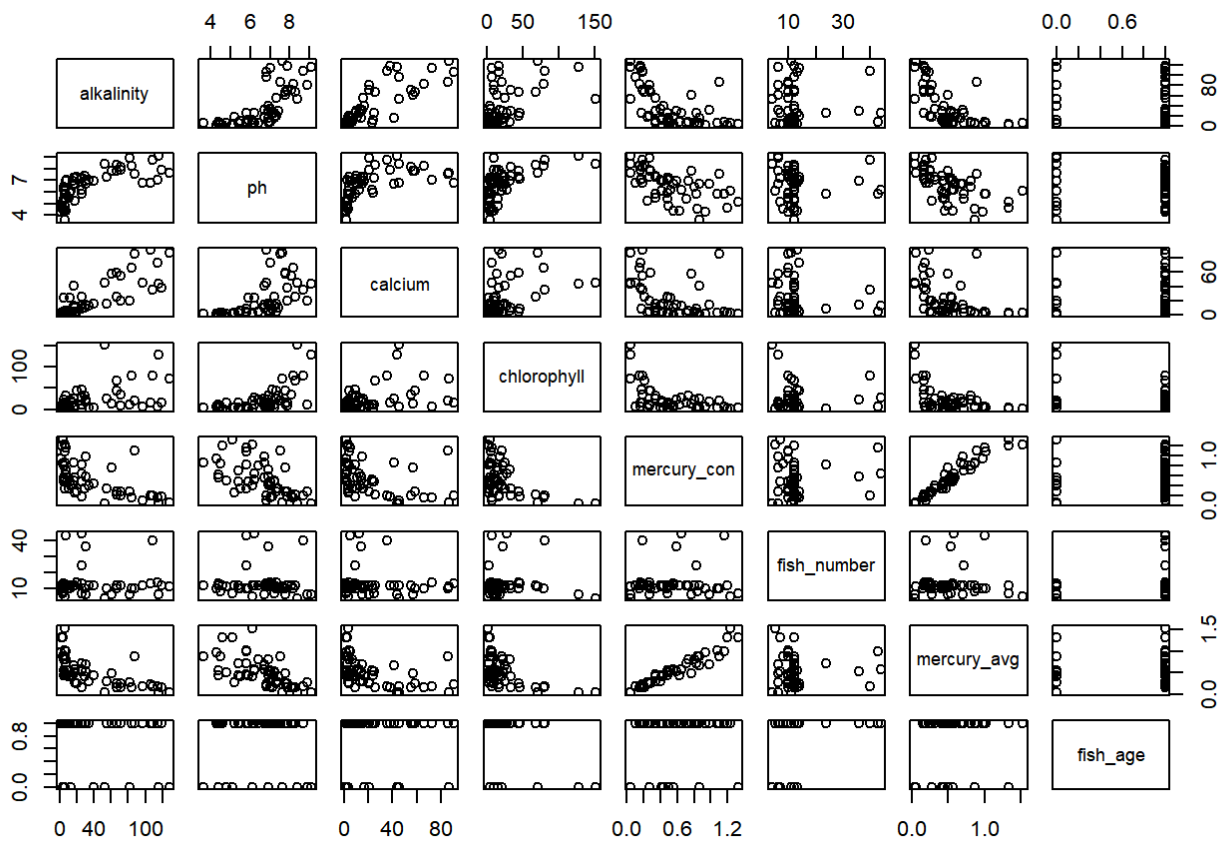 4 6 8 0 50 150 10 30 0.0 0.6
alkalinity 0 80
4 7 ph
calcium 0 60
0 100 chlorophyll
mercury_con 0.0 1.0
10 40 fish_number
mercury_avg 0.0 1.5
0.0 0.8 fish_age
0 40 100 0 40 80 0.0 0.6 1.2 0.0 1.0